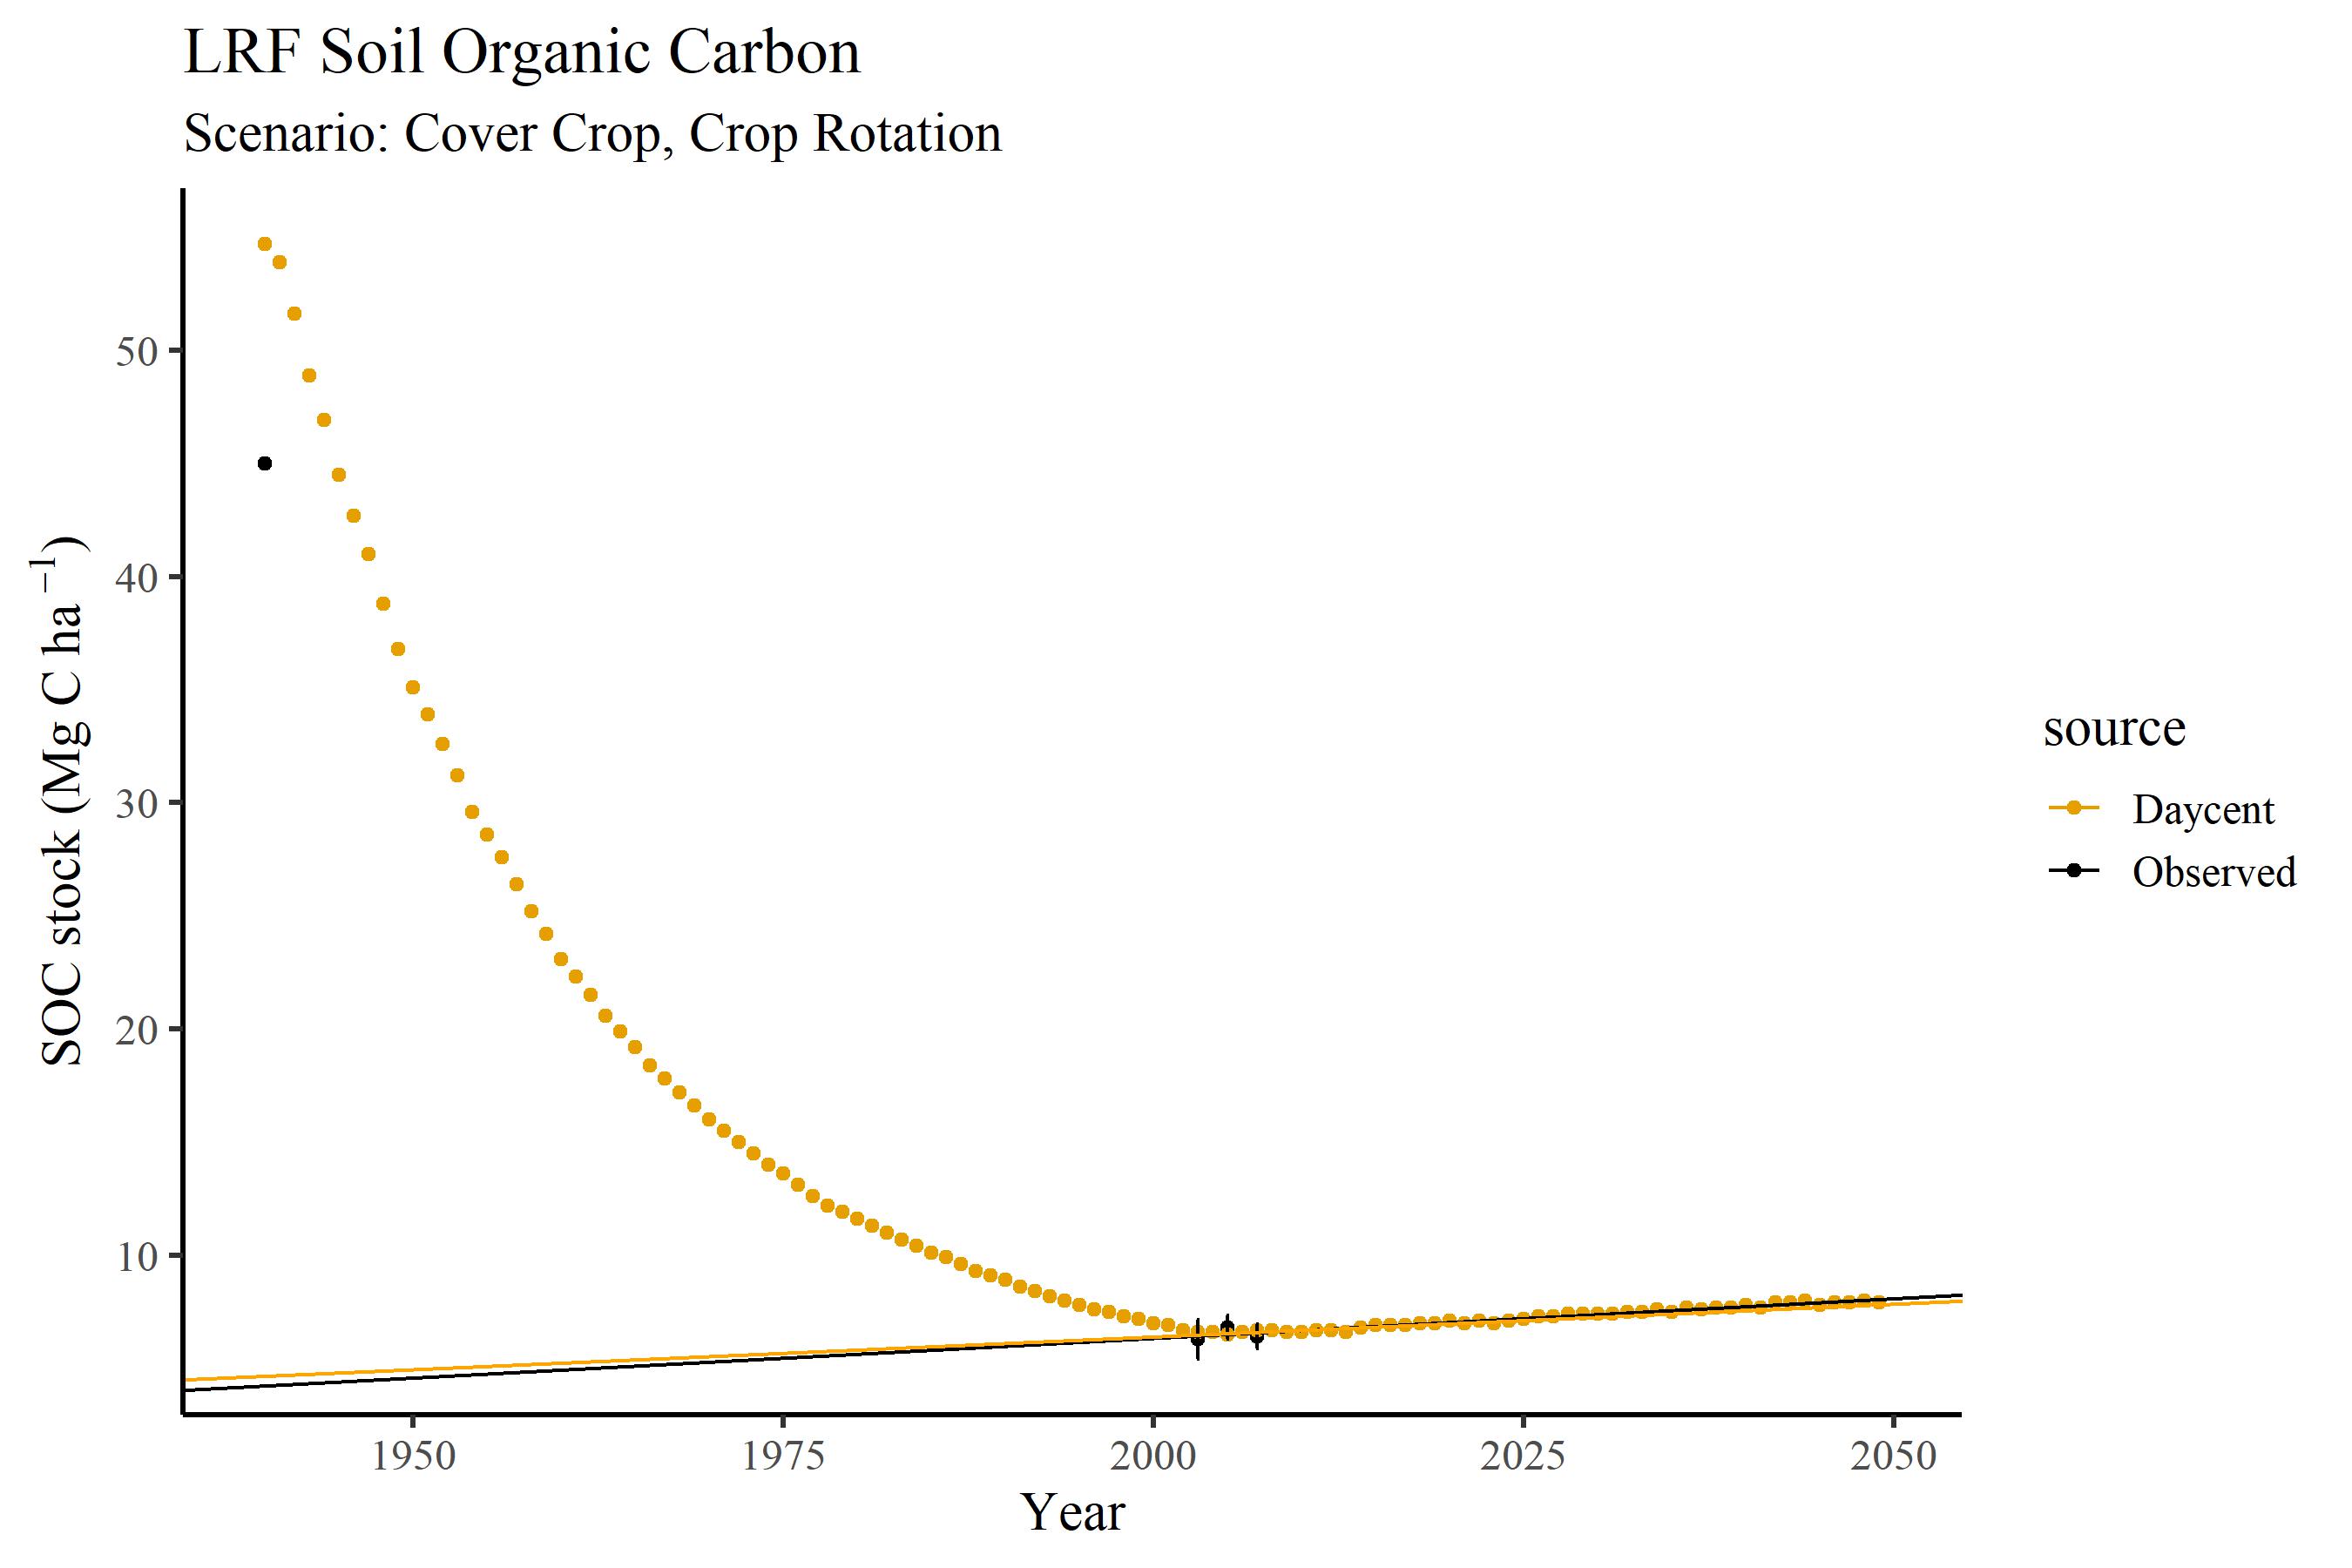 LRF Soil Organic Carbon
Scenario: Cover Crop, Crop Rotation
SOC stock (Mg C ha⁻¹)
50
40
30
20
10
1950
1975
2000
2025
2050
Year
source
Daycent
Observed